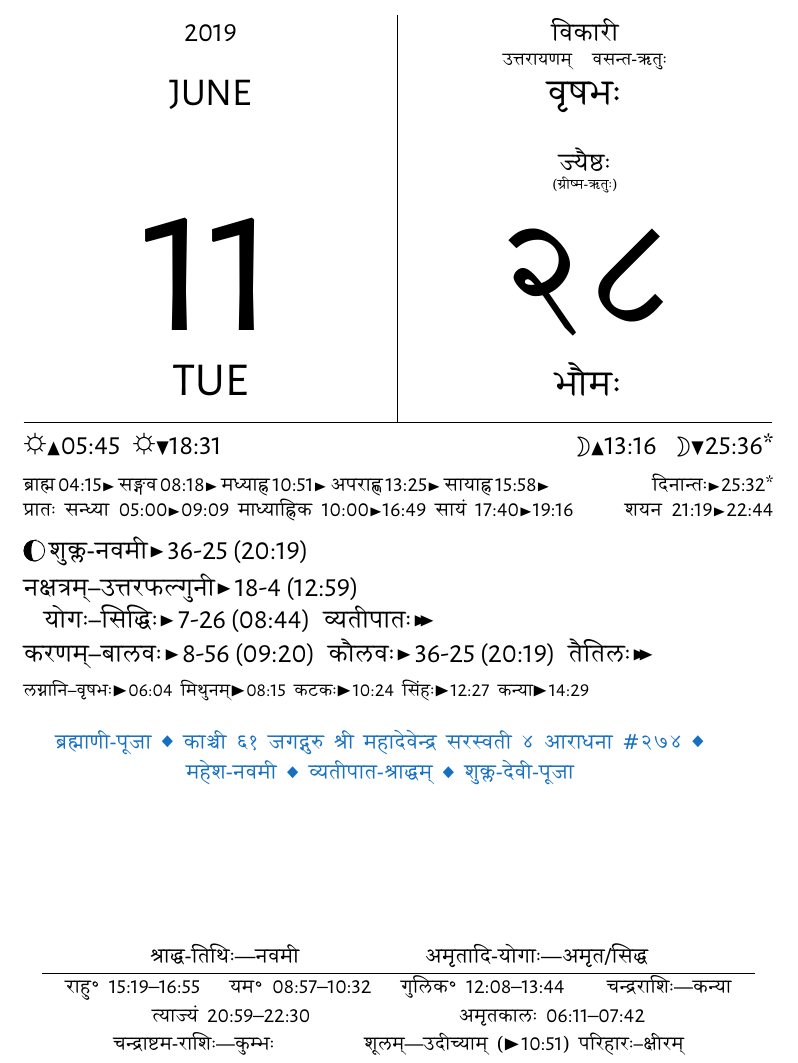 2019
JUNE
11
TUE
विकारी
उत्तरायणम् वसन्त-ऋतुः
वृषभः
ज्यैष्ठः
(ग्रीष्म-ऋतुः)
२८
भौमः
☼▲05:45 ☼▼18:31 ☽▲13:16 ☽▼25:36*
ब्राह्म 04:15► सङ्गव 08:18► मध्याह्न 10:51► अपराह्ण 13:25► सायाह्न 15:58► दिनान्तः►25:32*
प्रातः सन्ध्या 05:00►09:09 माध्याह्निक 10:00►16:49 सायं 17:40►19:16 शयन 21:19►22:44
शुक्ल-नवमी►36-25 (20:19)
नक्षत्रम्–उत्तरफल्गुनी►18-4 (12:59)
योगः–सिद्धिः►7-26 (08:44) व्यतीपातः►►
करणम्–बालवः►8-56 (09:20) कौलवः►36-25 (20:19) तैतिलः►►
लग्नानि–वृषभः►06:04 मिथुनम्►08:15 कटकः►10:24 सिंहः►12:27 कन्या►14:29
ब्रह्माणी-पूजा ◆ काञ्ची ६१ जगद्गुरु श्री महादेवेन्द्र सरस्वती ४ आराधना #२७४ ◆
महेश-नवमी ◆ व्यतीपात-श्राद्धम् ◆ शुक्ल-देवी-पूजा
श्राद्ध-तिथिः—नवमी अमृतादि-योगाः—अमृत/सिद्ध
राहु° 15:19–16:55 यम° 08:57–10:32 गुलिक° 12:08–13:44 चन्द्रराशिः—कन्या
त्याज्यं 20:59–22:30 अमृतकालः 06:11–07:42
चन्द्राष्टम-राशिः—कुम्भः शूलम्—उदीच्याम् (►10:51) परिहारः–क्षीरम्